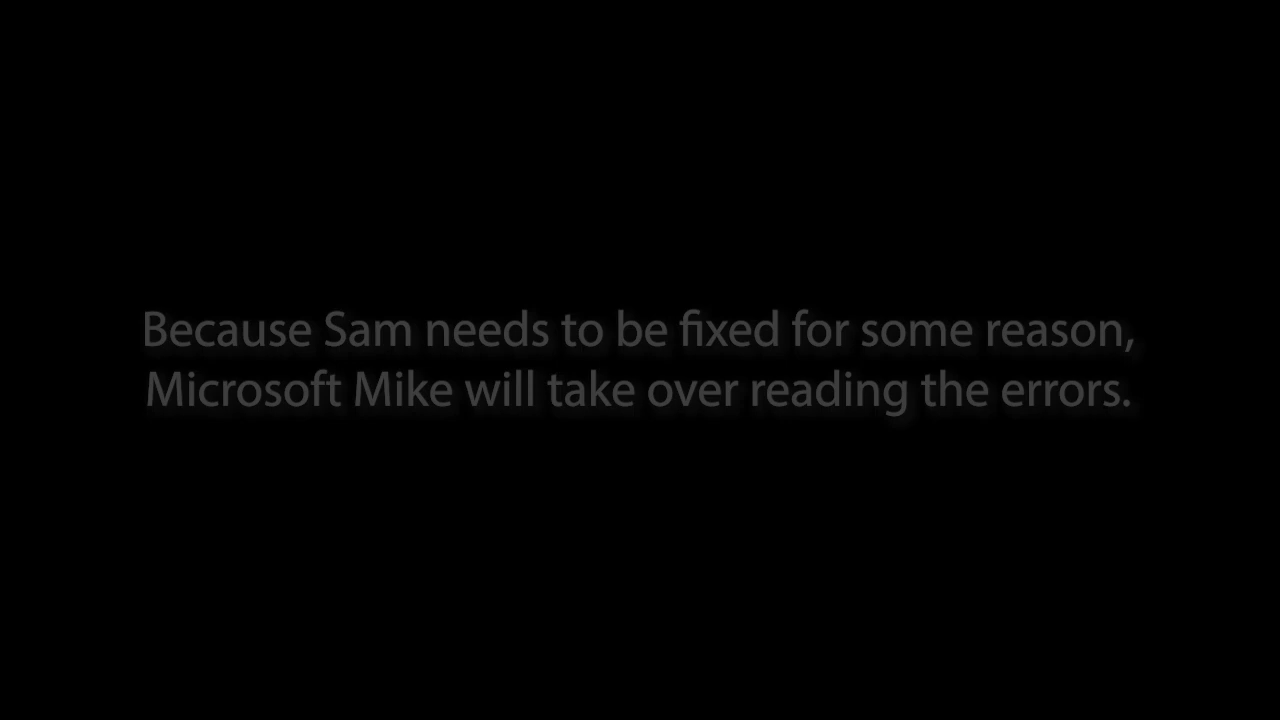 Because Sam needs to be fixed for some reason,
Microsoft Mike will take over reading the errors.